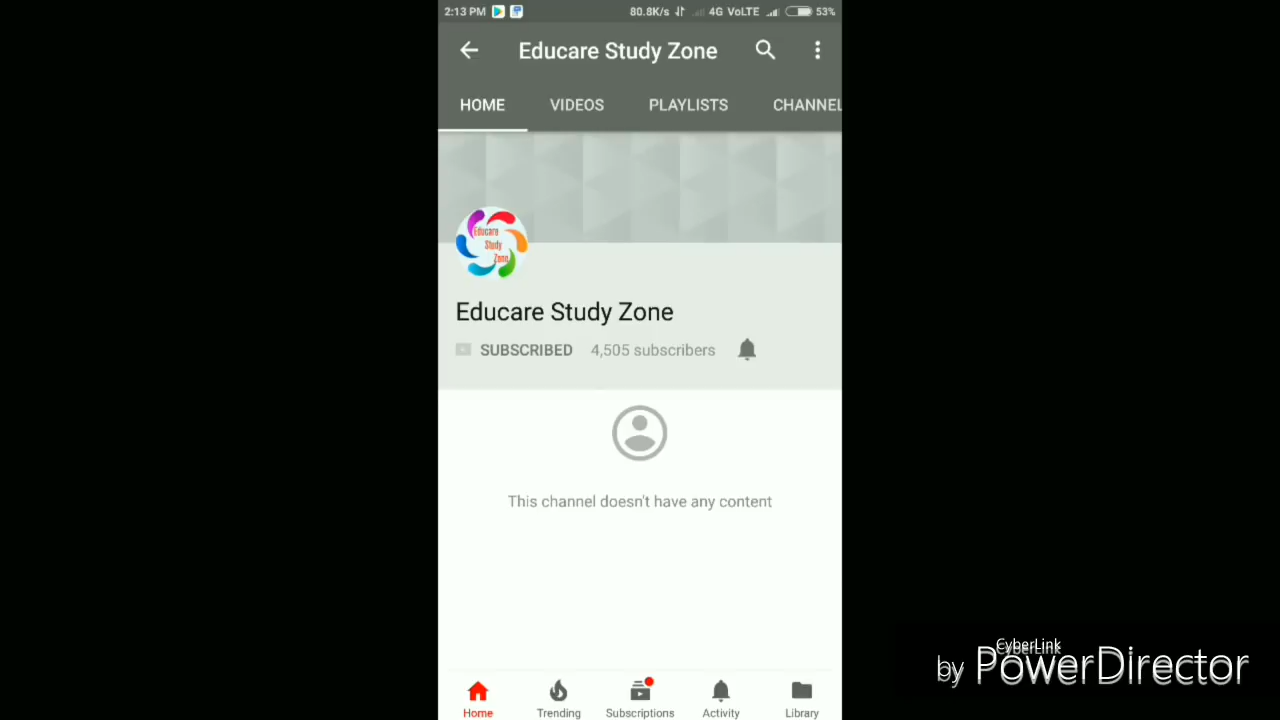 2:13 PM 80.8K/s 4G VoLTE 53%
Educare Study Zone
HOME VIDEOS PLAYLISTS CHANNEL
Educare
Study
Zone
Educare Study Zone
SUBSCRIBED 4,505 subscribers
This channel doesn't have any content
CyberLink
by PowerDirector
Home Trending Subscriptions Activity Library